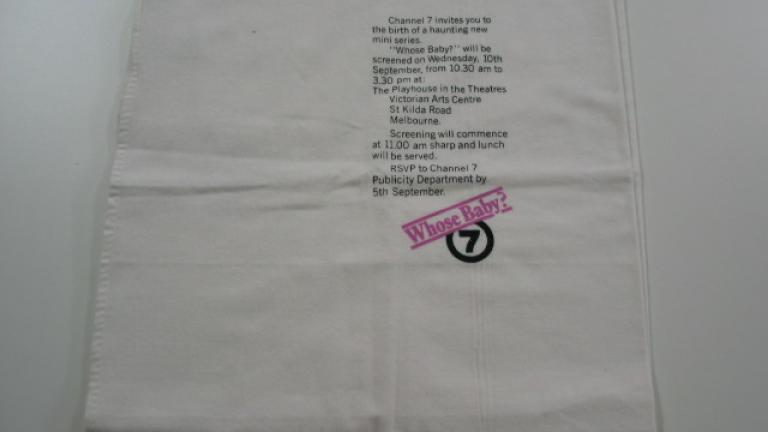 Channel 7 invites you to
the birth of a haunting new
mini series.
"Whose Baby?" will be
screened on Wednesday, 10th
September, from 10.30 am to
3.30 pm at:
The Playhouse in the Theatres
Victorian Arts Centre
St Kilda Road
Melbourne.
Screening will commence
at 11.00 am sharp and lunch
will be served.
RSVP to Channel 7
Publicity Department by
5th September.
Whose Baby?
7